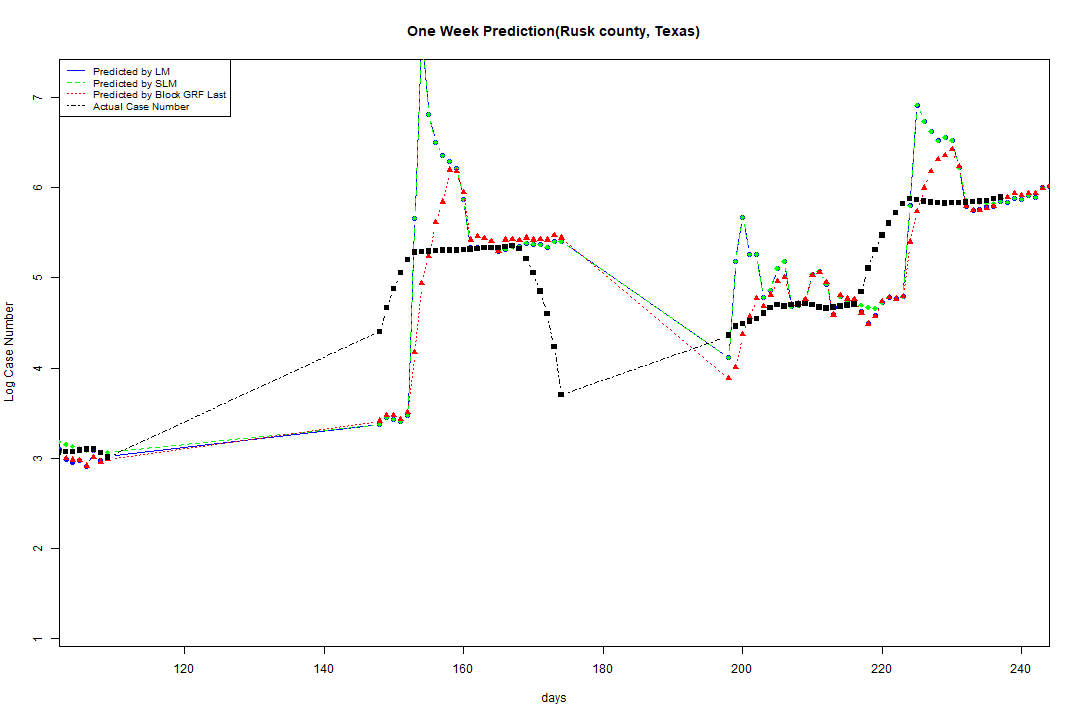 One Week Prediction(Rusk county, Texas)
Predicted by LM
Predicted by SLM
Predicted by Block GRF Last
Actual Case Number
7
6
5
4
3
2
1
Log Case Number
120 140 160 180 200 220 240
days